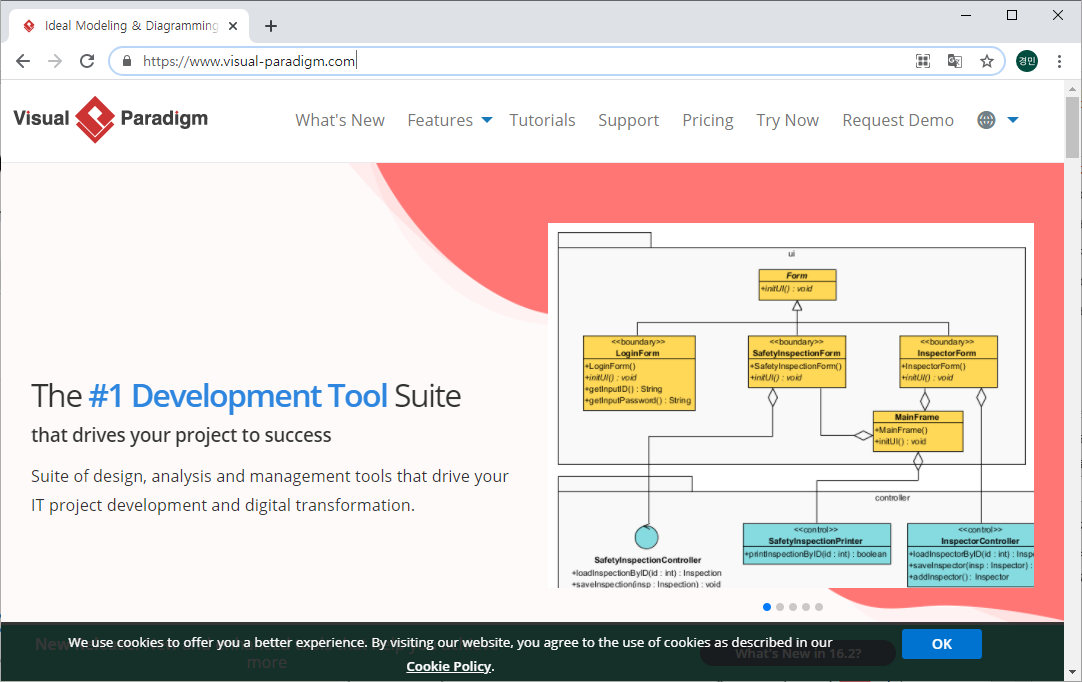 Ideal Modeling & Diagramming
https://www.visual-paradigm.com
경민
Visual Paradigm
What's New
Features
Tutorials
Support
Pricing
Try Now
Request Demo
ui
Form
+initUI() : void
<<boundary>>
LoginForm
+LoginForm()
+initUI() : void
+getInputID() : String
+getInputPassword() : String
<<boundary>>
SafetyInspectionForm
+SafetyInspectionForm()
+initUI() : void
<<boundary>>
InspectorForm
+InspectorForm()
+initUI() : void
MainFrame
+MainFrame()
+initUI() : void
controller
SafetyInspectionController
+loadInspectionByID(id : int) : Inspection
+saveInspection(insp : Inspection) : void
<<control>>
SafetyInspectionPrinter
+printInspectionByID(id : int) : boolean
<<control>>
InspectorController
+loadInspectorByID(id : int) : Insp
+saveInspector(insp : Inspector) :
+addInspector() : Inspector
The #1 Development Tool Suite
that drives your project to success
Suite of design, analysis and management tools that drive your
IT project development and digital transformation.
We use cookies to offer you a better experience. By visiting our website, you agree to the use of cookies as described in our
Cookie Policy.
OK
more
What's New in 16.2?